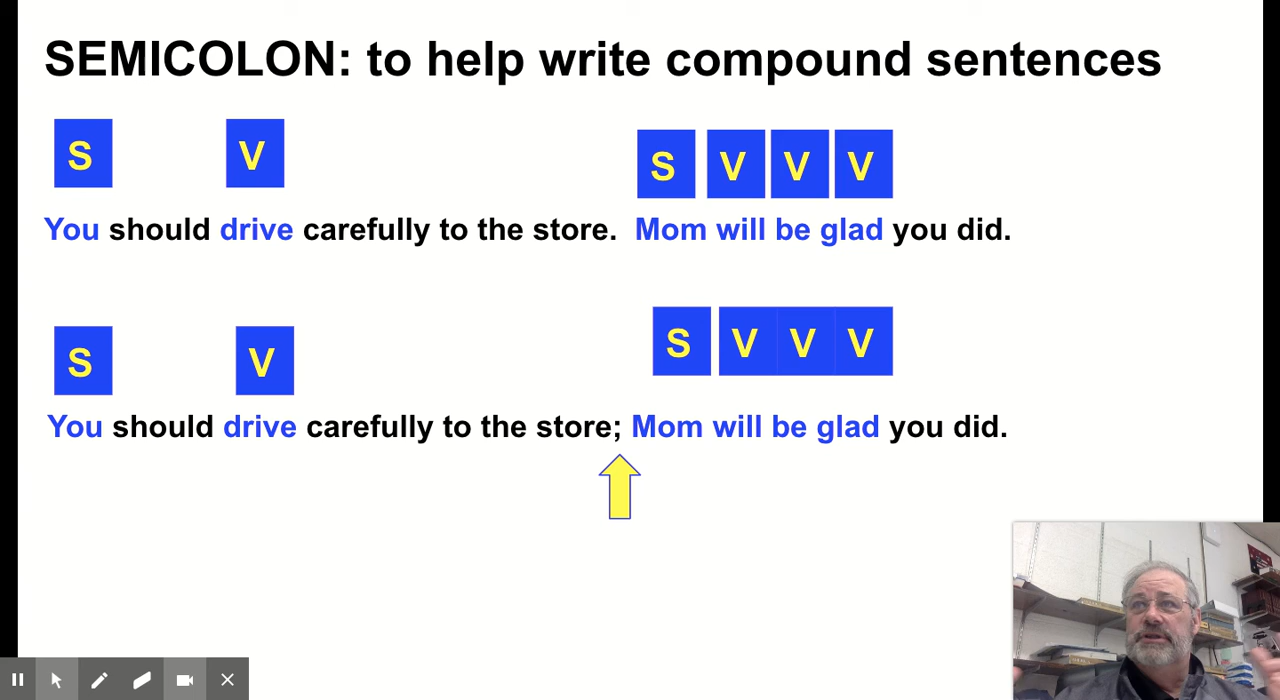 SEMICOLON: to help write compound sentences
S V S V V V
You should drive carefully to the store. Mom will be glad you did.
S V S V V V
You should drive carefully to the store; Mom will be glad you did.